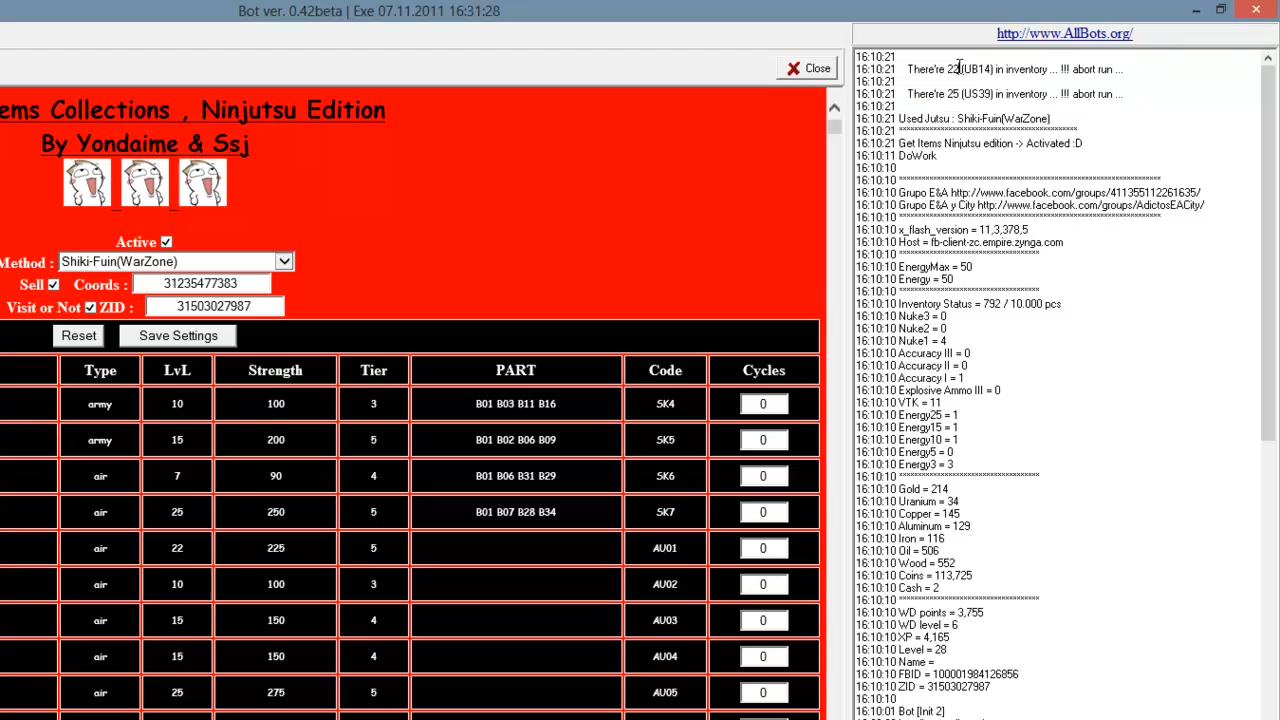 Bot ver. 0.42beta | Exe 07.11.2011 16:31:28
http://www.AllBots.org/
Close
ems Collections , Ninjutsu Edition
By Yondaime & Ssj
Active
Method : Shiki-Fuin(WarZone)
Sell Coords : 31235477383
Visit or Not ZID : 31503027987
Reset Save Settings
Type LvL Strength Tier PART Code Cycles
army 10 100 3 B01 B03 B11 B16 SK4 0
army 15 200 5 B01 B02 B06 B09 SK5 0
air 7 90 4 B01 B06 B31 B29 SK6 0
air 25 250 5 B01 B07 B28 B34 SK7 0
air 22 225 5 AU01 0
air 10 100 3 AU02 0
air 15 150 4 AU03 0
air 15 150 4 AU04 0
air 25 275 5 AU05 0
16:10:21
16:10:21 There're 22 (UB14) in inventory ... !!! abort run ...
16:10:21
16:10:21 There're 25 (US39) in inventory ... !!! abort run ...
16:10:21
16:10:21 Used Jutsu : Shiki-Fuin(WarZone)
16:10:21 ***********************************************
16:10:21 Get Items Ninjutsu edition -> Activated :D
16:10:11 DoWork
16:10:10
16:10:10 ********************************************************************
16:10:10 Grupo E&A http://www.facebook.com/groups/411355112261635/
16:10:10 Grupo E&A y City http://www.facebook.com/groups/AdictosEACity/
16:10:10 ********************************************************************
16:10:10 x_flash_version = 11,3,378,5
16:10:10 Host = fb-client-zc.empire.zynga.com
16:10:10 ************************************
16:10:10 EnergyMax = 50
16:10:10 Energy = 50
16:10:10 ************************************
16:10:10 Inventory Status = 792 / 10.000 pcs
16:10:10 Nuke3 = 0
16:10:10 Nuke2 = 0
16:10:10 Nuke1 = 4
16:10:10 Accuracy III = 0
16:10:10 Accuracy II = 0
16:10:10 Accuracy I = 1
16:10:10 Explosive Ammo III = 0
16:10:10 VTK = 11
16:10:10 Energy25 = 1
16:10:10 Energy15 = 1
16:10:10 Energy10 = 1
16:10:10 Energy5 = 0
16:10:10 Energy3 = 3
16:10:10 ************************************
16:10:10 Gold = 214
16:10:10 Uranium = 34
16:10:10 Copper = 145
16:10:10 Aluminum = 129
16:10:10 Iron = 116
16:10:10 Oil = 506
16:10:10 Wood = 552
16:10:10 Coins = 113,725
16:10:10 Cash = 2
16:10:10 ************************************
16:10:10 WD points = 3,755
16:10:10 WD level = 6
16:10:10 XP = 4,165
16:10:10 Level = 28
16:10:10 Name =
16:10:10 FBID = 100001984126856
16:10:10 ZID = 31503027987
16:10:10
16:10:01 Bot [Init 2]